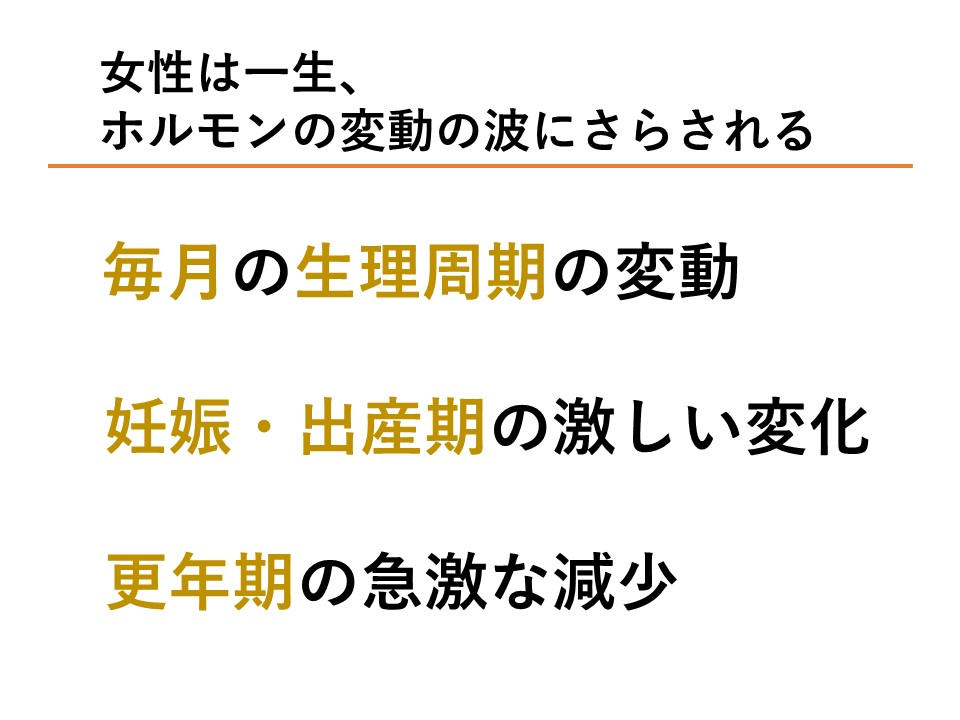 女性は一生、
ホルモンの変動の波にさらされる
毎月の生理周期の変動
妊娠・出産期の激しい変化
更年期の急激な減少